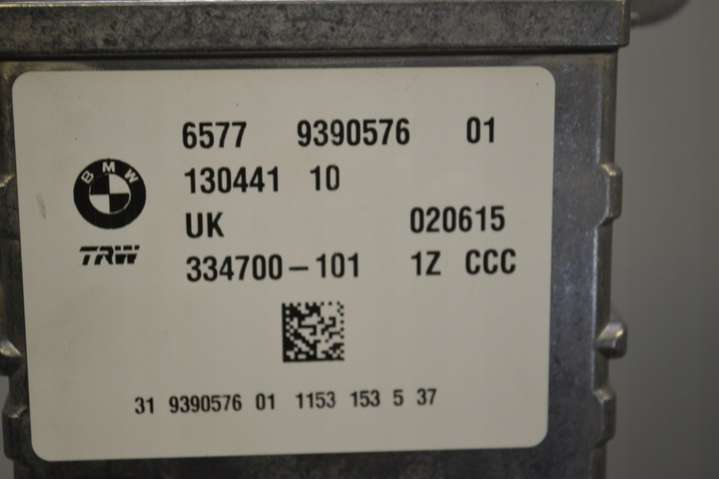 6577 9390576 01
BMW
130441 10
UK 020615
TRW
334700-101 1Z CCC
31 9390576 01 1153 153 5 37